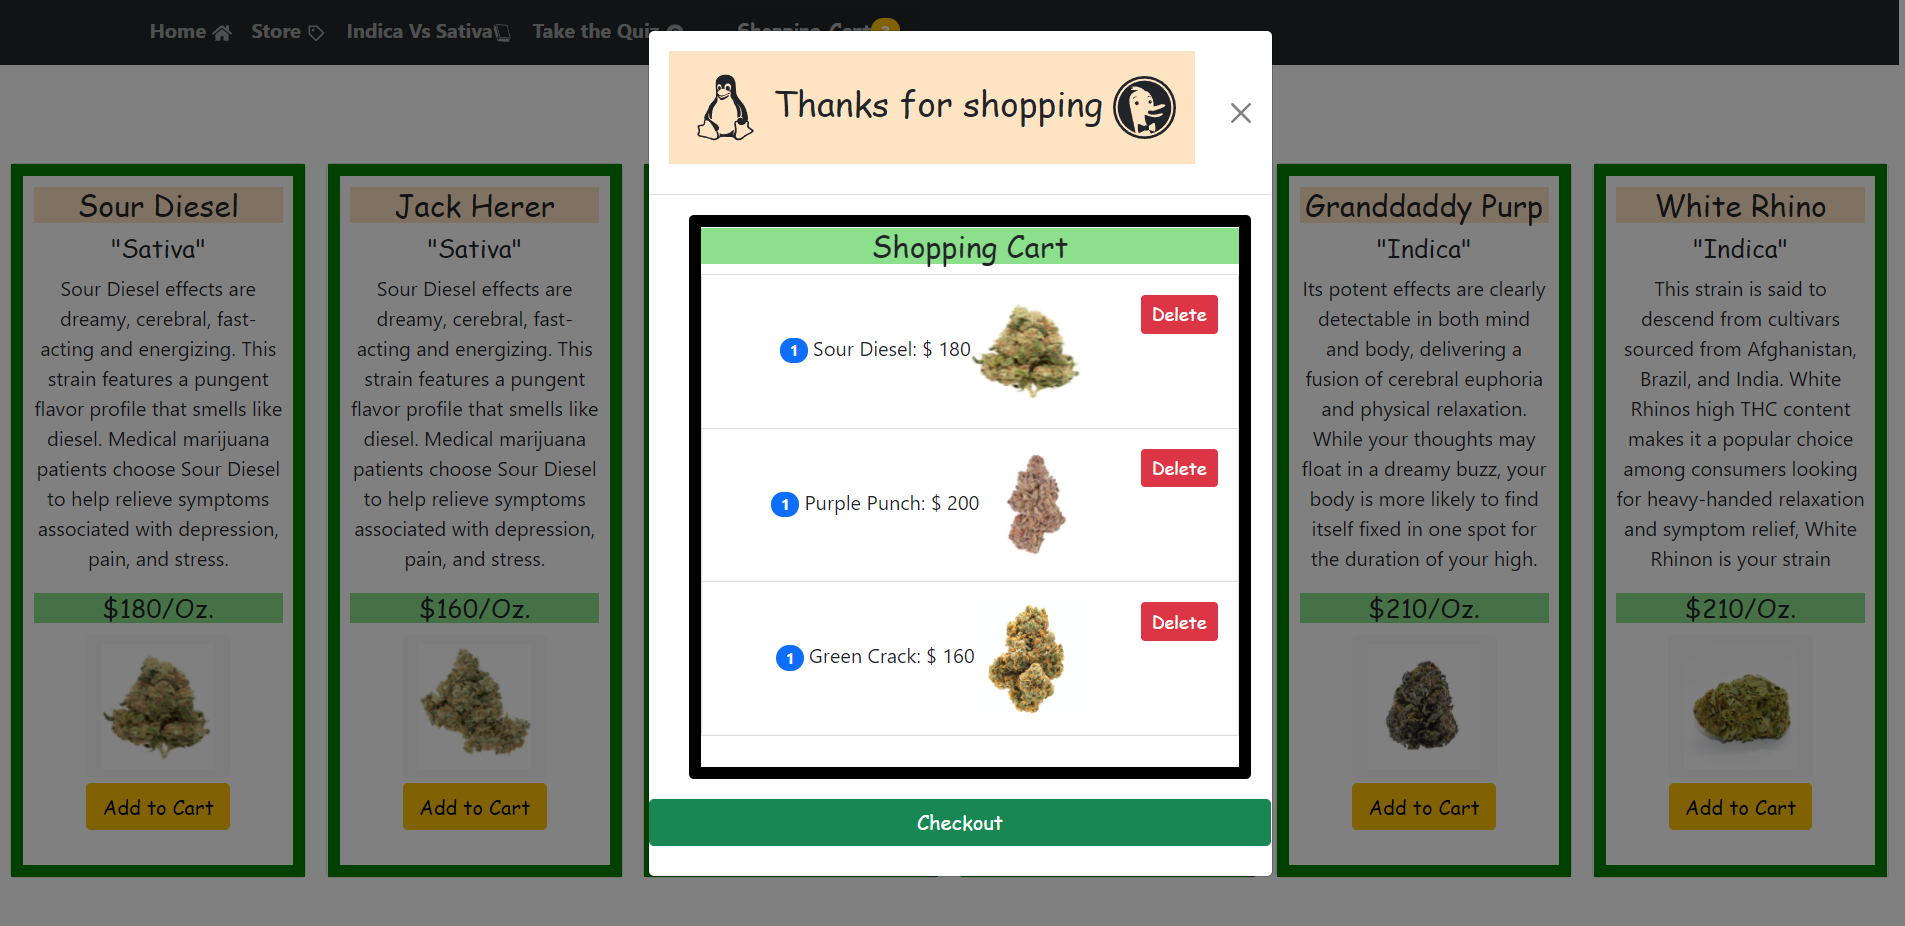 Home
Store
Indica Vs Sativa
Take the Quiz
Shopping Cart
Thanks for shopping
Shopping Cart
1 Sour Diesel: $ 180
Delete
1 Purple Punch: $ 200
Delete
1 Green Crack: $ 160
Delete
Checkout
Sour Diesel
"Sativa"
Sour Diesel effects are
dreamy, cerebral, fast-
acting and energizing. This
strain features a pungent
flavor profile that smells like
diesel. Medical marijuana
patients choose Sour Diesel
to help relieve symptoms
associated with depression,
pain, and stress.
$180/Oz.
Add to Cart
Jack Herer
"Sativa"
Sour Diesel effects are
dreamy, cerebral, fast-
acting and energizing. This
strain features a pungent
flavor profile that smells like
diesel. Medical marijuana
patients choose Sour Diesel
to help relieve symptoms
associated with depression,
pain, and stress.
$160/Oz.
Add to Cart
Granddaddy Purp
"Indica"
Its potent effects are clearly
detectable in both mind
and body, delivering a
fusion of cerebral euphoria
and physical relaxation.
While your thoughts may
float in a dreamy buzz, your
body is more likely to find
itself fixed in one spot for
the duration of your high.
$210/Oz.
Add to Cart
White Rhino
"Indica"
This strain is said to
descend from cultivars
sourced from Afghanistan,
Brazil, and India. White
Rhinos high THC content
makes it a popular choice
among consumers looking
for heavy-handed relaxation
and symptom relief, White
Rhinon is your strain
$210/Oz.
Add to Cart